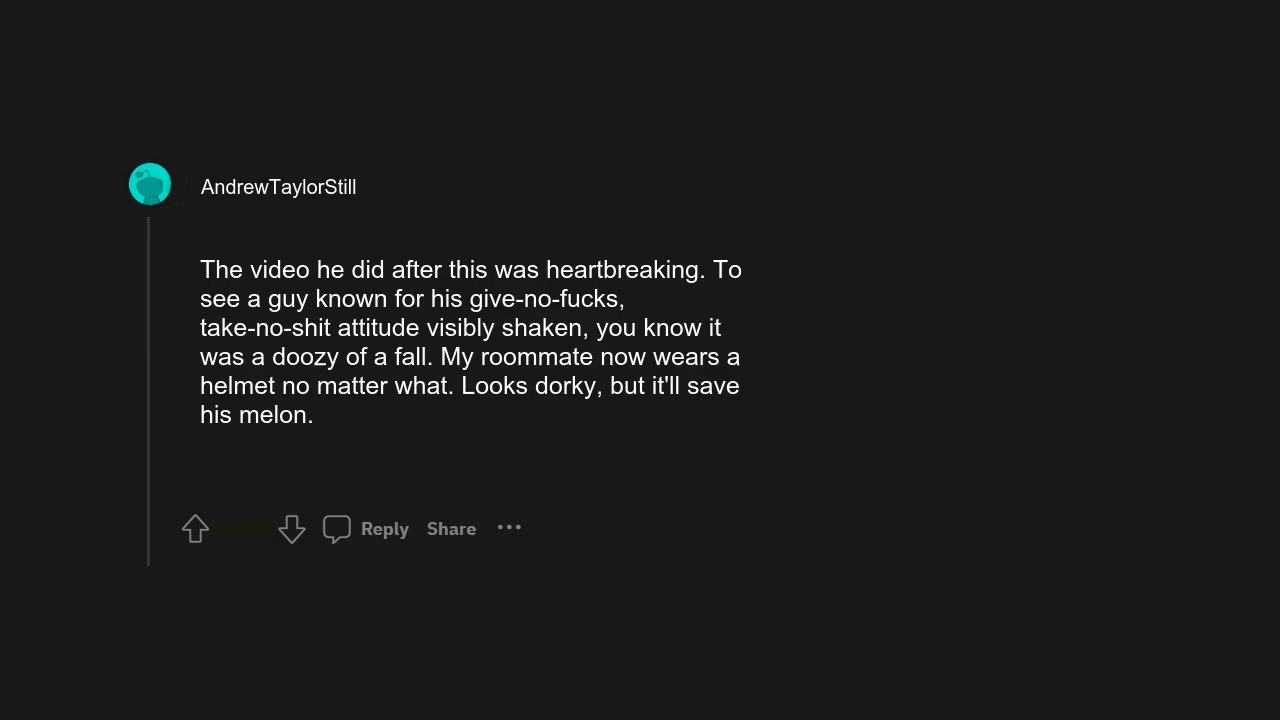 AndrewTaylorStill
The video he did after this was heartbreaking. To
see a guy known for his give-no-fucks,
take-no-shit attitude visibly shaken, you know it
was a doozy of a fall. My roommate now wears a
helmet no matter what. Looks dorky, but it'll save
his melon.
Reply Share